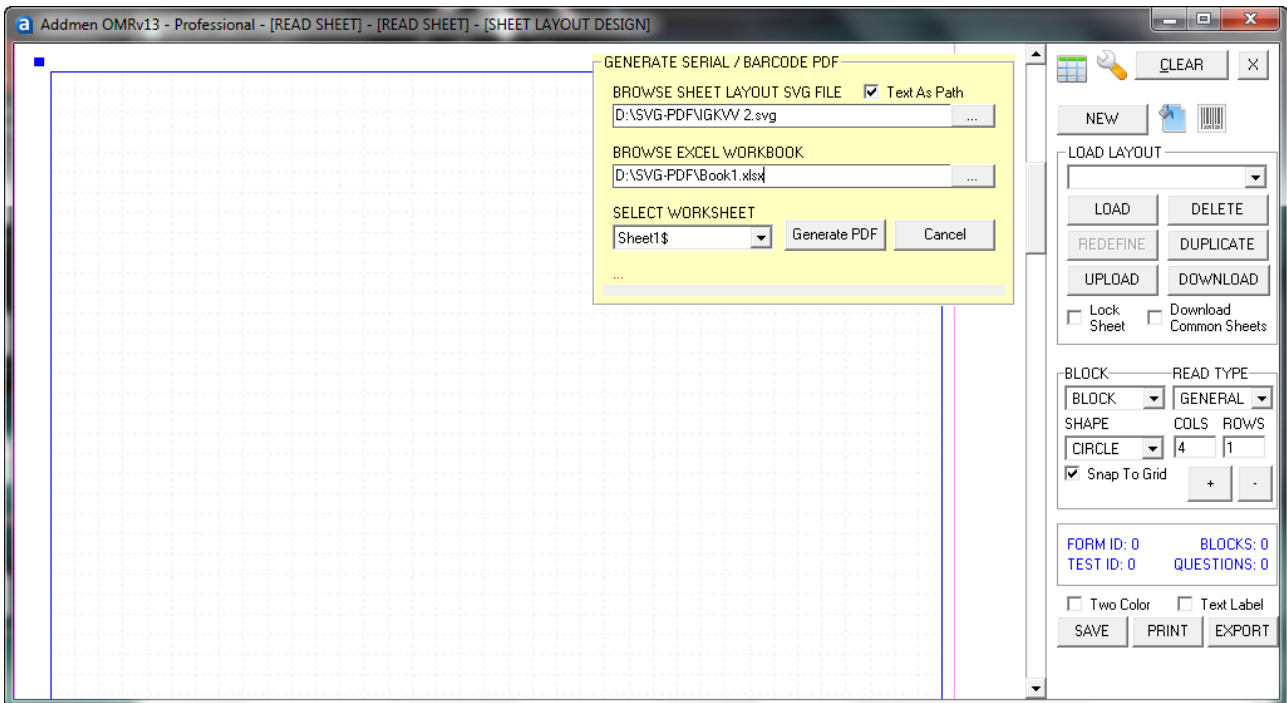 Addmen OMRv13 - Professional - [READ SHEET] - [READ SHEET] - [SHEET LAYOUT DESIGN]
GENERATE SERIAL / BARCODE PDF
BROWSE SHEET LAYOUT SVG FILE Text As Path
D:\SVG-PDF\IGKVV 2.svg ...
BROWSE EXCEL WORKBOOK
D:\SVG-PDF\Book1.xlsx ...
SELECT WORKSHEET
Sheet1$ Generate PDF Cancel
...
CLEAR X
NEW
LOAD LAYOUT
LOAD DELETE
REDEFINE DUPLICATE
UPLOAD DOWNLOAD
Lock Sheet Download Common Sheets
BLOCK READ TYPE
BLOCK GENERAL
SHAPE COLS ROWS
CIRCLE 4 1
Snap To Grid + -
FORM ID: 0 BLOCKS: 0
TEST ID: 0 QUESTIONS: 0
Two Color Text Label
SAVE PRINT EXPORT